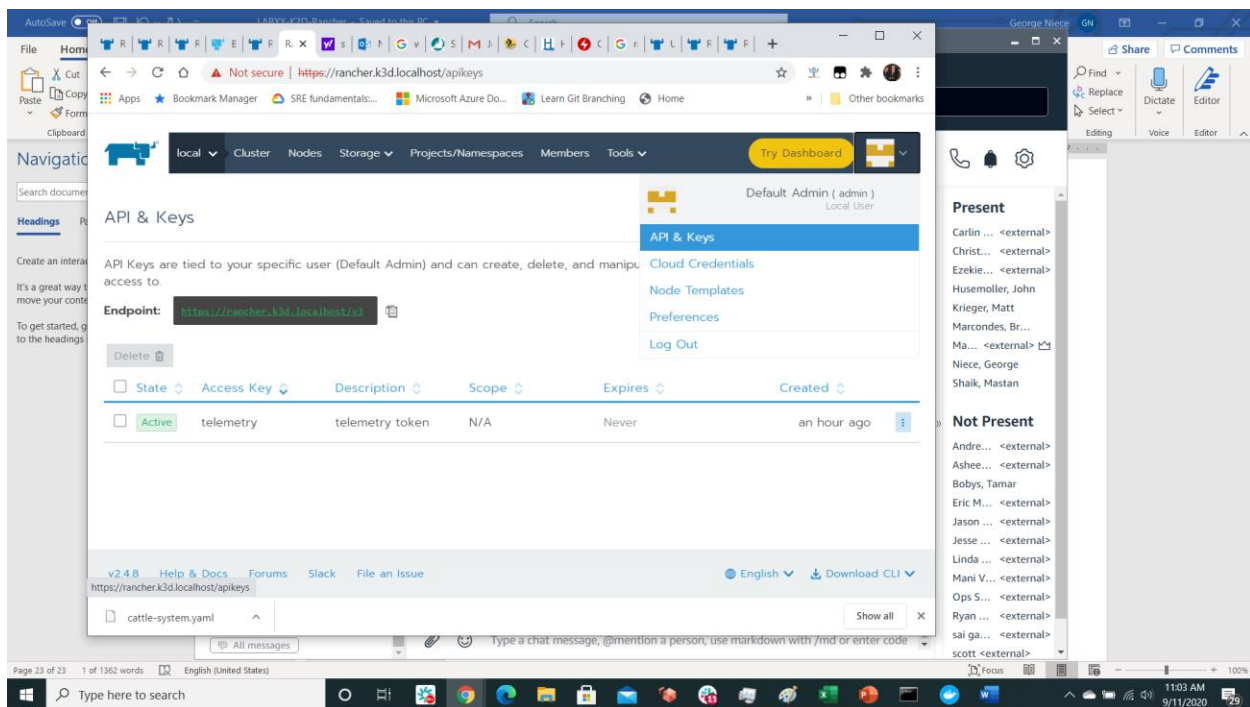 AutoSave
LABXX-K3D-Rancher - Saved to this PC
Search
George Niece GN
File Home
Share Comments
Cut
Copy
Paste
Clipboard
Find
Replace
Select
Dictate Editor
Editing Voice Editor
Not secure | https://rancher.k3d.localhost/apikeys
Apps Bookmark Manager SRE fundamentals:... Microsoft Azure Do... Learn Git Branching Home » Other bookmarks
local Cluster Nodes Storage Projects/Namespaces Members Tools Try Dashboard
Default Admin ( admin )
Local User
API & Keys
Cloud Credentials
Node Templates
Preferences
Log Out
API & Keys
API Keys are tied to your specific user (Default Admin) and can create, delete, and manipu
access to.
Endpoint: https://rancher.k3d.localhost/v3
Delete
State Access Key Description Scope Expires Created
Active telemetry telemetry token N/A Never an hour ago
v2.4.8 Help & Docs Forums Slack File an Issue English Download CLI
https://rancher.k3d.localhost/apikeys
cattle-system.yaml Show all
Navigatio
Search documen
Headings Pa
Create an interac
It's a great way t
move your conte
To get started, g
to the headings
Present
Carlin ... <external>
Christ... <external>
Ezekie... <external>
Husemoller, John
Krieger, Matt
Marcondes, Br...
Ma... <external>
Niece, George
Shaik, Mastan
Not Present
Andre... <external>
Ashee... <external>
Bobys, Tamar
Eric M... <external>
Jason ... <external>
Jesse ... <external>
Linda ... <external>
Mani V... <external>
Ops S... <external>
Ryan ... <external>
sai ga... <external>
scott <external>
All messages
Type a chat message, @mention a person, use markdown with /md or enter code
Page 23 of 23 1 of 1362 words English (United States) Focus 100%
Type here to search
11:03 AM
9/11/2020
29